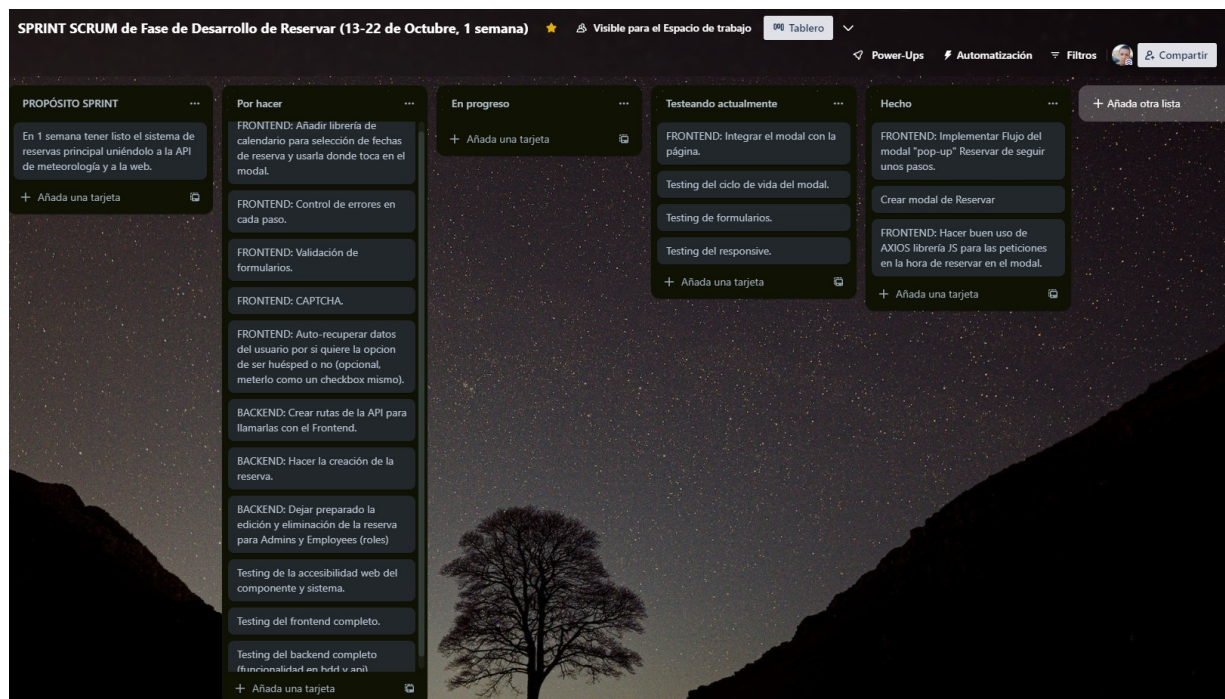 SPRINT SCRUM de Fase de Desarrollo de Reservar (13-22 de Octubre, 1 semana)
Visible para el Espacio de trabajo
Tablero
Power-Ups
Automatización
Filtros
Compartir
PROPÓSITO SPRINT
En 1 semana tener listo el sistema de
reservas principal uniéndolo a la API
de meteorología y a la web.
+ Añada una tarjeta
Por hacer
FRONTEND: Añadir librería de
calendario para selección de fechas
de reserva y usarla donde toca en el
modal.
FRONTEND: Control de errores en
cada paso.
FRONTEND: Validación de
formularios.
FRONTEND: CAPTCHA.
FRONTEND: Auto-recuperar datos
del usuario por si quiere la opcion
de ser huésped o no (opcional,
meterlo como un checkbox mismo).
BACKEND: Crear rutas de la API para
llamarlas con el Frontend.
BACKEND: Hacer la creación de la
reserva.
BACKEND: Dejar preparado la
edición y eliminación de la reserva
para Admins y Employees (roles)
Testing de la accesibilidad web del
componente y sistema.
Testing del frontend completo.
Testing del backend completo
(funcionalidad en bdd y api)
+ Añada una tarjeta
En progreso
+ Añada una tarjeta
Testeando actualmente
FRONTEND: Integrar el modal con la
página.
Testing del ciclo de vida del modal.
Testing de formularios.
Testing del responsive.
+ Añada una tarjeta
Hecho
FRONTEND: Implementar Flujo del
modal "pop-up" Reservar de seguir
unos pasos.
Crear modal de Reservar
FRONTEND: Hacer buen uso de
AXIOS librería JS para las peticiones
en la hora de reservar en el modal.
+ Añada una tarjeta
+ Añada otra lista